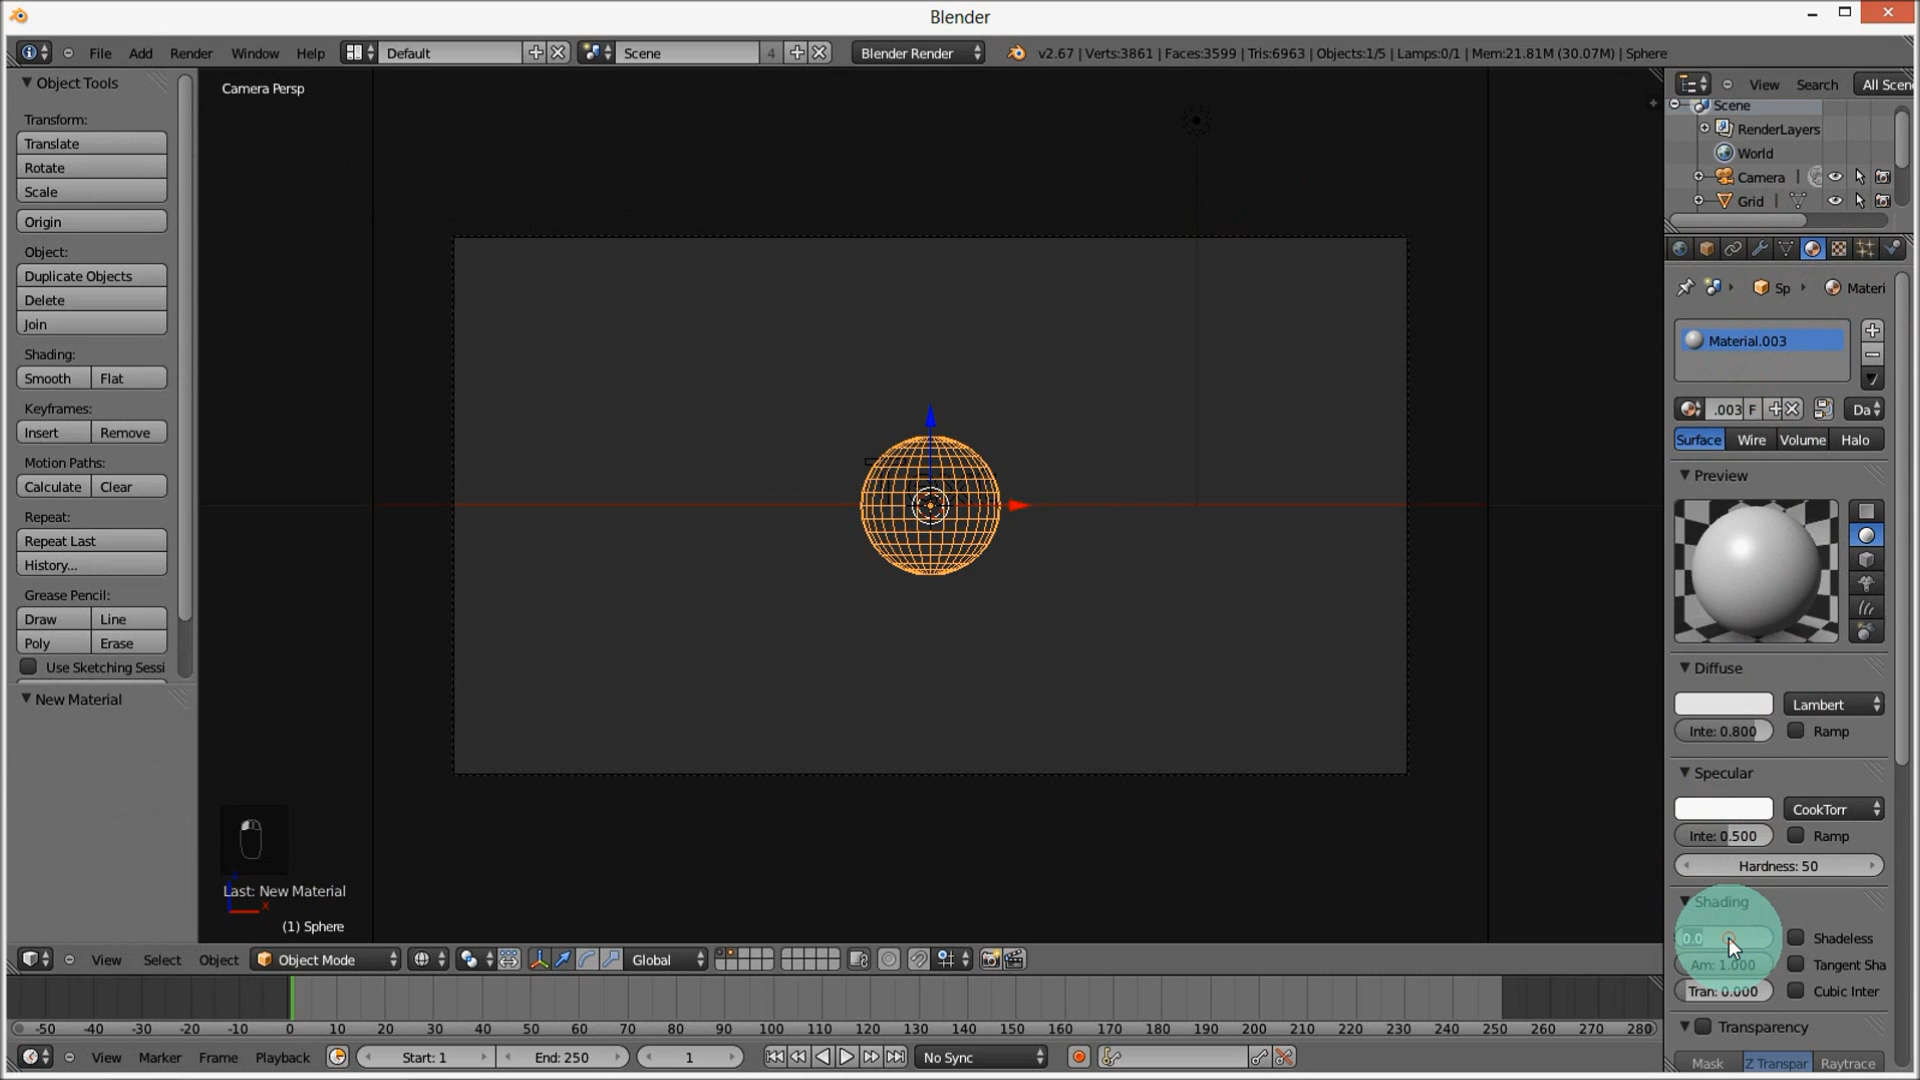 Blender
File Add Render Window Help Default Scene 4 Blender Render v2.67 | Verts:3861 | Faces:3599 | Tris:6963 | Objects:1/5 | Lamps:0/1 | Mem:21.81M (30.07M) | Sphere
Object Tools
Transform:
Translate
Rotate
Scale
Origin
Object:
Duplicate Objects
Delete
Join
Shading:
Smooth Flat
Keyframes:
Insert Remove
Motion Paths:
Calculate Clear
Repeat:
Repeat Last
History...
Grease Pencil:
Draw Line
Poly Erase
Use Sketching Sessi
New Material
Camera Persp
Last: New Material
x
(1) Sphere
View Search All Scen
Scene
RenderLayers
World
Camera
Grid
Sp Materi
Material.003
.003 F Da
Surface Wire Volume Halo
Preview
Diffuse
Lambert
Inte: 0.800 Ramp
Specular
CookTorr
Inte: 0.500 Ramp
Hardness: 50
Shading
0.0 Shadeless
Am: 1.000 Tangent Sha
Tran: 0.000 Cubic Inter
Transparency
Mask Z Transpar Raytrace
View Select Object Object Mode Global
-50 -40 -30 -20 -10 0 10 20 30 40 50 60 70 80 90 100 110 120 130 140 150 160 170 180 190 200 210 220 230 240 250 260 270 280
View Marker Frame Playback Start: 1 End: 250 1 No Sync